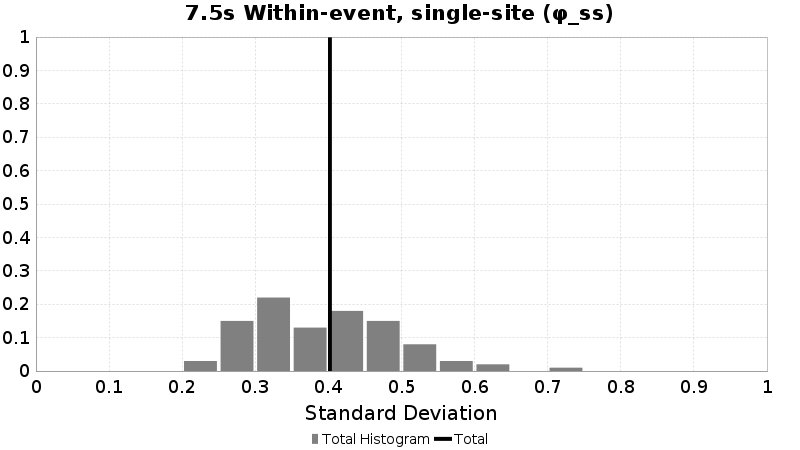 7.5s Within-event, single-site (φ_ss)
1
0.9
0.8
0.7
0.6
0.5
0.4
0.3
0.2
0.1
0
0 0.1 0.2 0.3 0.4 0.5 0.6 0.7 0.8 0.9 1
Standard Deviation
Total Histogram Total